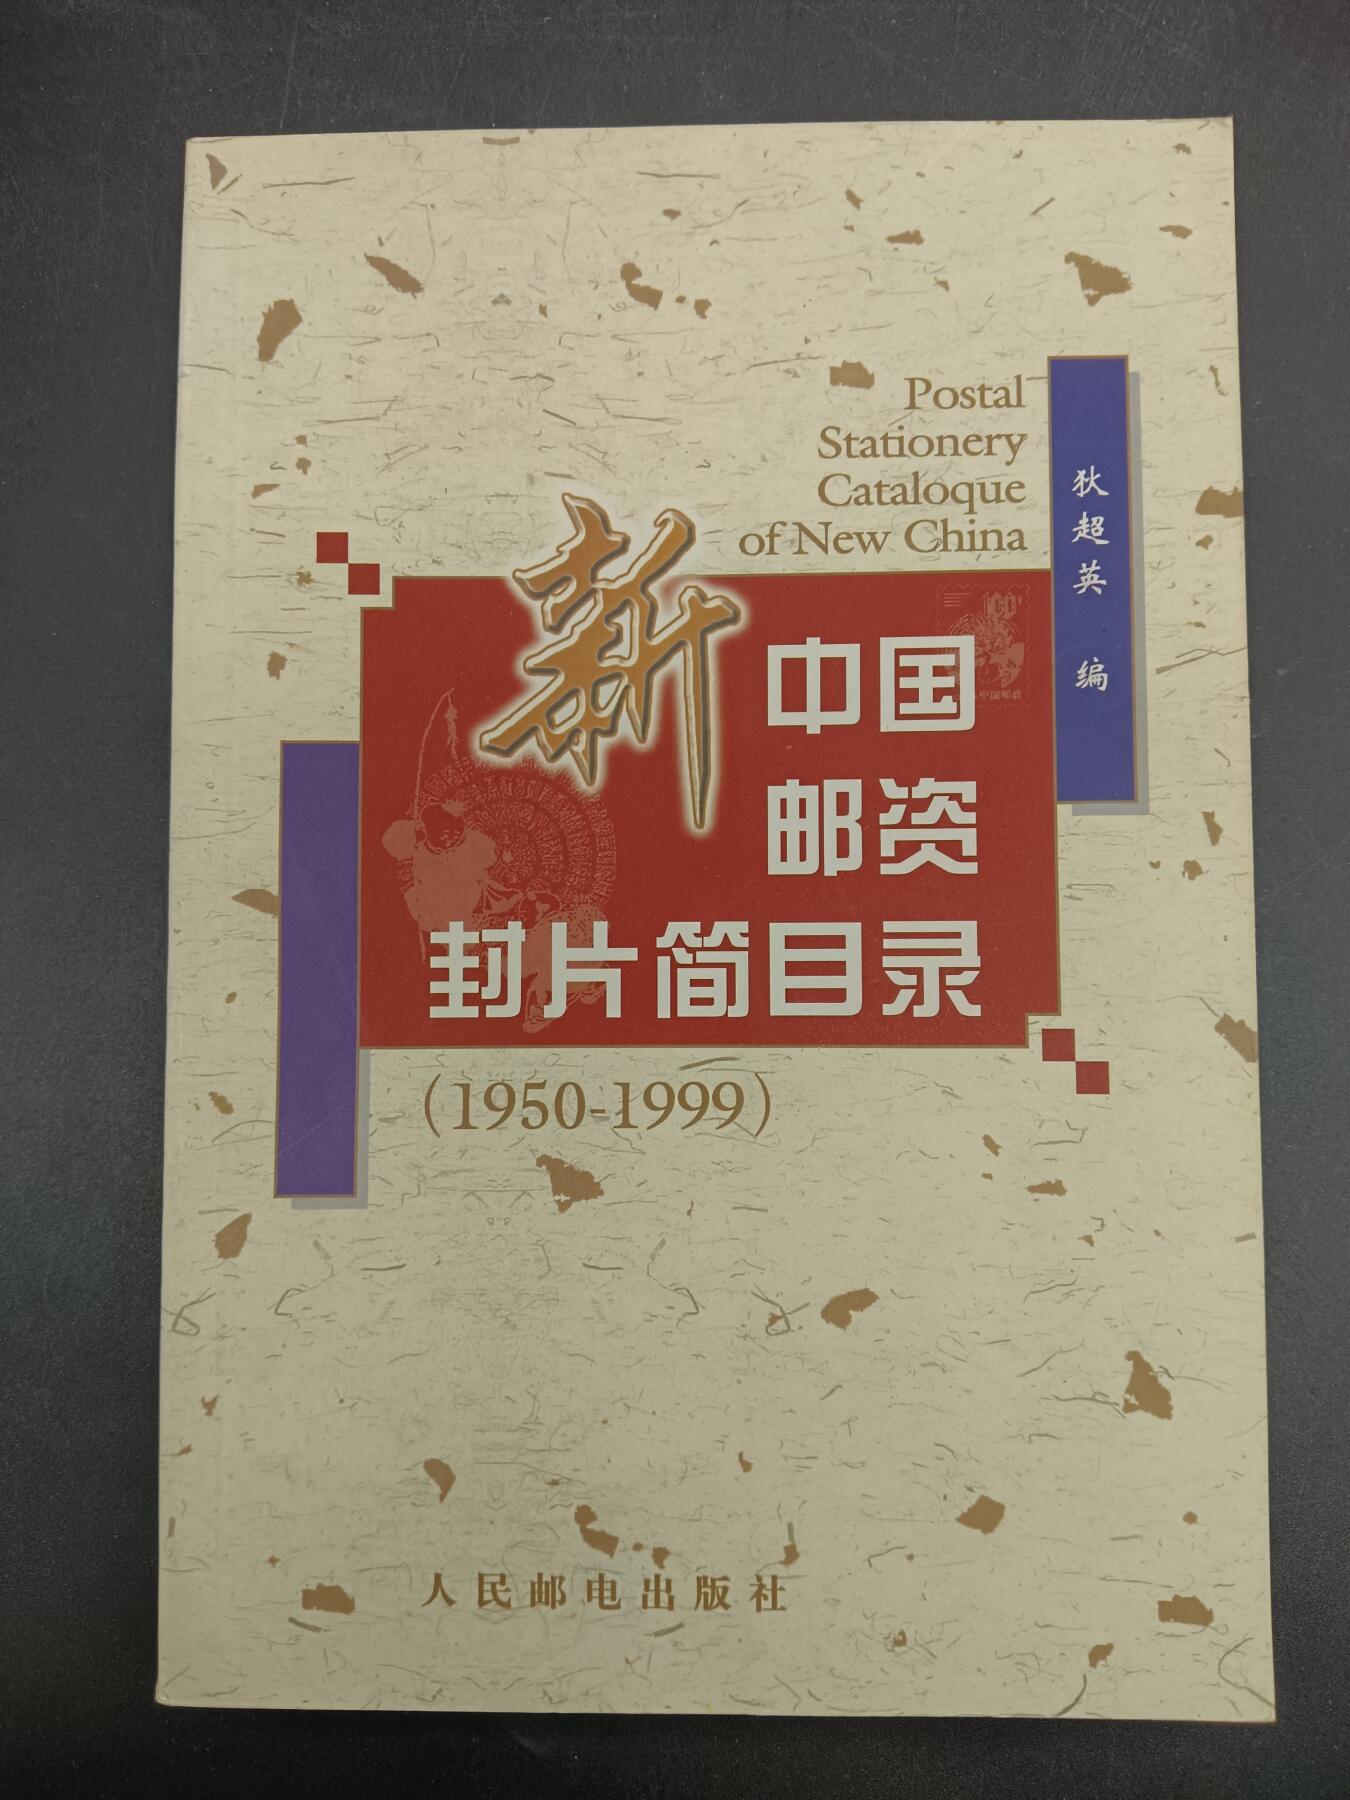 Postal
Stationery
Cataloque
of New China
狄超英 编
新中国
邮资
封片简目录
(1950-1999)
人民邮电出版社